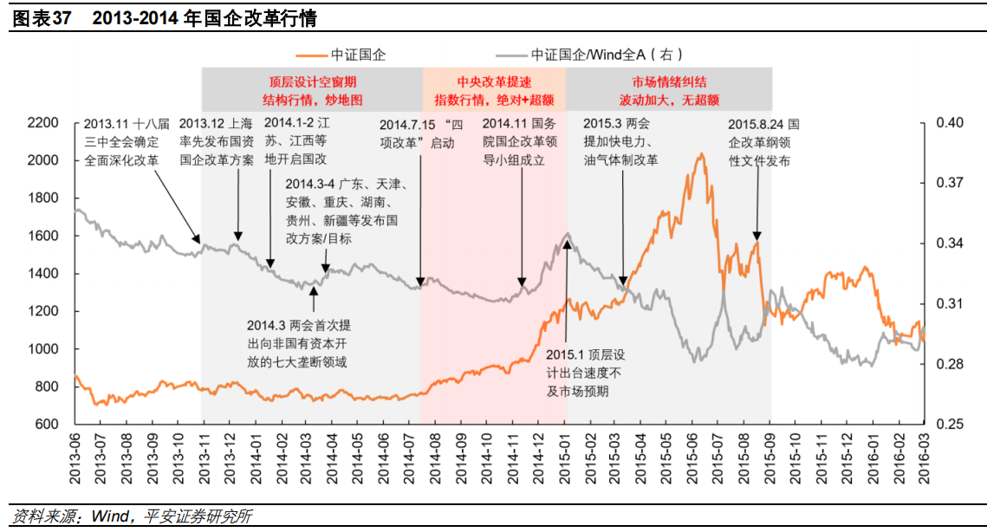 图表37 2013-2014 年国企改革行情
中证国企
中证国企/Wind全A（右）
顶层设计空窗期
结构行情，炒地图
中央改革提速
指数行情，绝对+超额
市场情绪纠结
波动加大，无超额
2013.11 十八届
三中全会确定
全面深化改革
2013.12 上海
率先发布国资
国企改革方案
2014.1-2 江
苏、江西等
地开启国改
2014.3-4 广东、天津、
安徽、重庆、湖南、
贵州、新疆等发布国
改方案/目标
2014.7.15 “四
项改革”启动
2014.11 国务
院国企改革领
导小组成立
2015.3 两会
提加快电力、
油气体制改革
2015.8.24 国
企改革纲领
性文件发布
2014.3 两会首次提
出向非国有资本开
放的七大垄断领域
2015.1 顶层设
计出台速度不
及市场预期
2200
2000
1800
1600
1400
1200
1000
800
600
0.40
0.37
0.34
0.31
0.28
0.25
2013-06
2013-07
2013-08
2013-09
2013-10
2013-11
2013-12
2014-01
2014-02
2014-03
2014-04
2014-05
2014-06
2014-07
2014-08
2014-09
2014-10
2014-11
2014-12
2015-01
2015-02
2015-03
2015-04
2015-05
2015-06
2015-07
2015-08
2015-09
2015-10
2015-11
2015-12
2016-01
2016-02
2016-03
资料来源：Wind，平安证券研究所